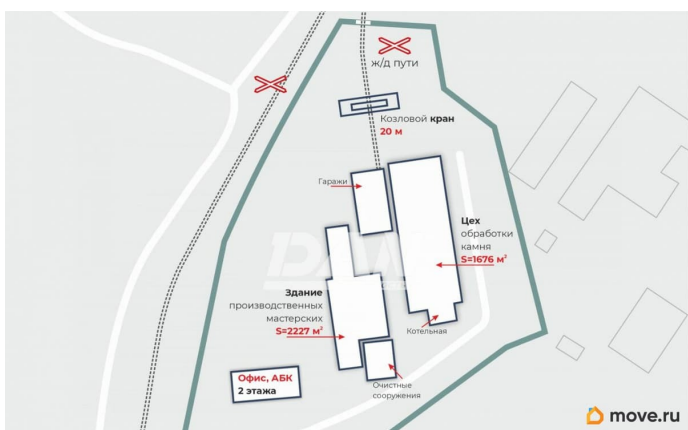 ж/д пути
Козловой кран
20 м
Гаражи
Цех
обработки
камня
S=1676 м²
Здание
производственных
мастерских
S=2227 м²
Котельная
Офис, АБК
2 этажа
Очистные
сооружения
move.ru